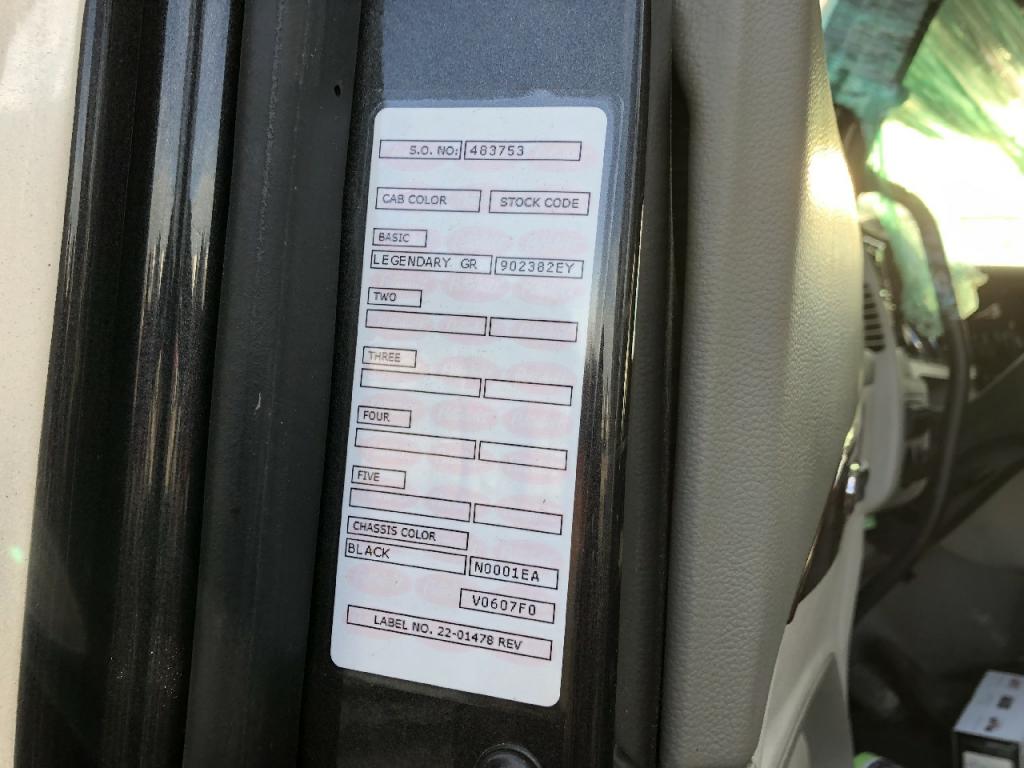 S.O. NO: 483753
CAB COLOR STOCK CODE
BASIC
LEGENDARY GR 902382EY
TWO
THREE
FOUR
FIVE
CHASSIS COLOR
BLACK N0001EA
V0607F0
LABEL NO. 22-01478 REV